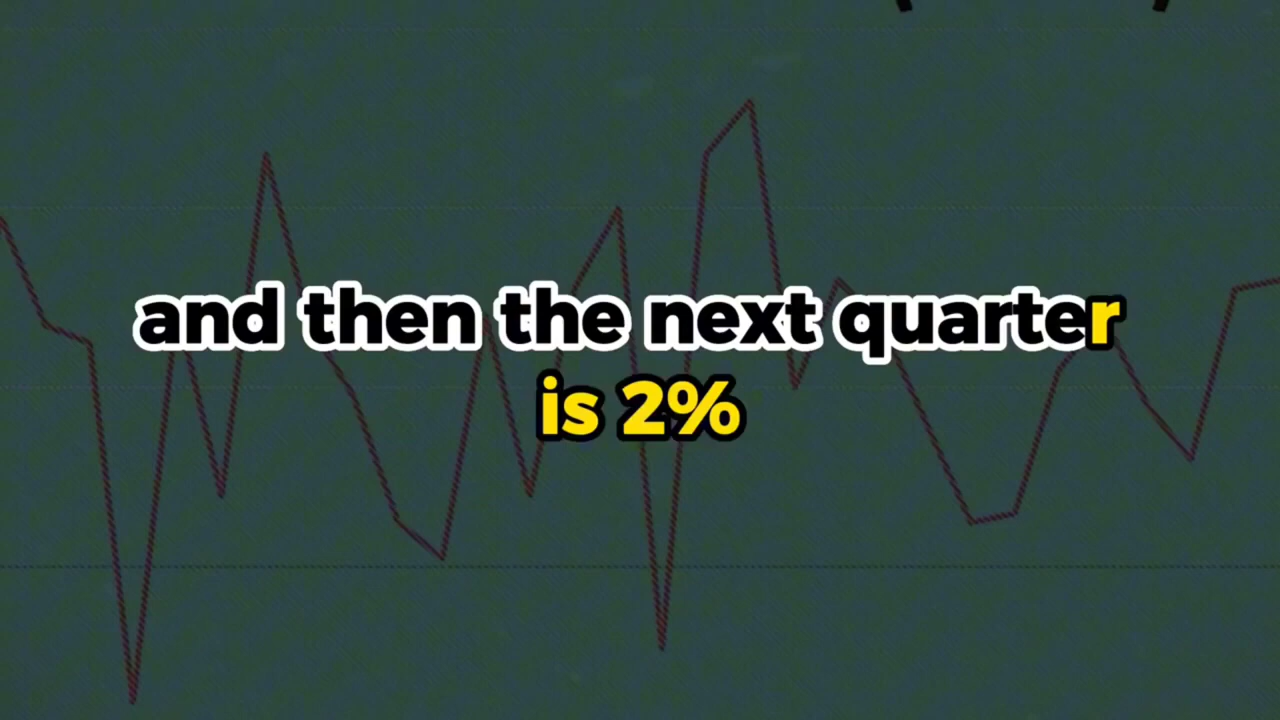 and then the next quarter
is 2%